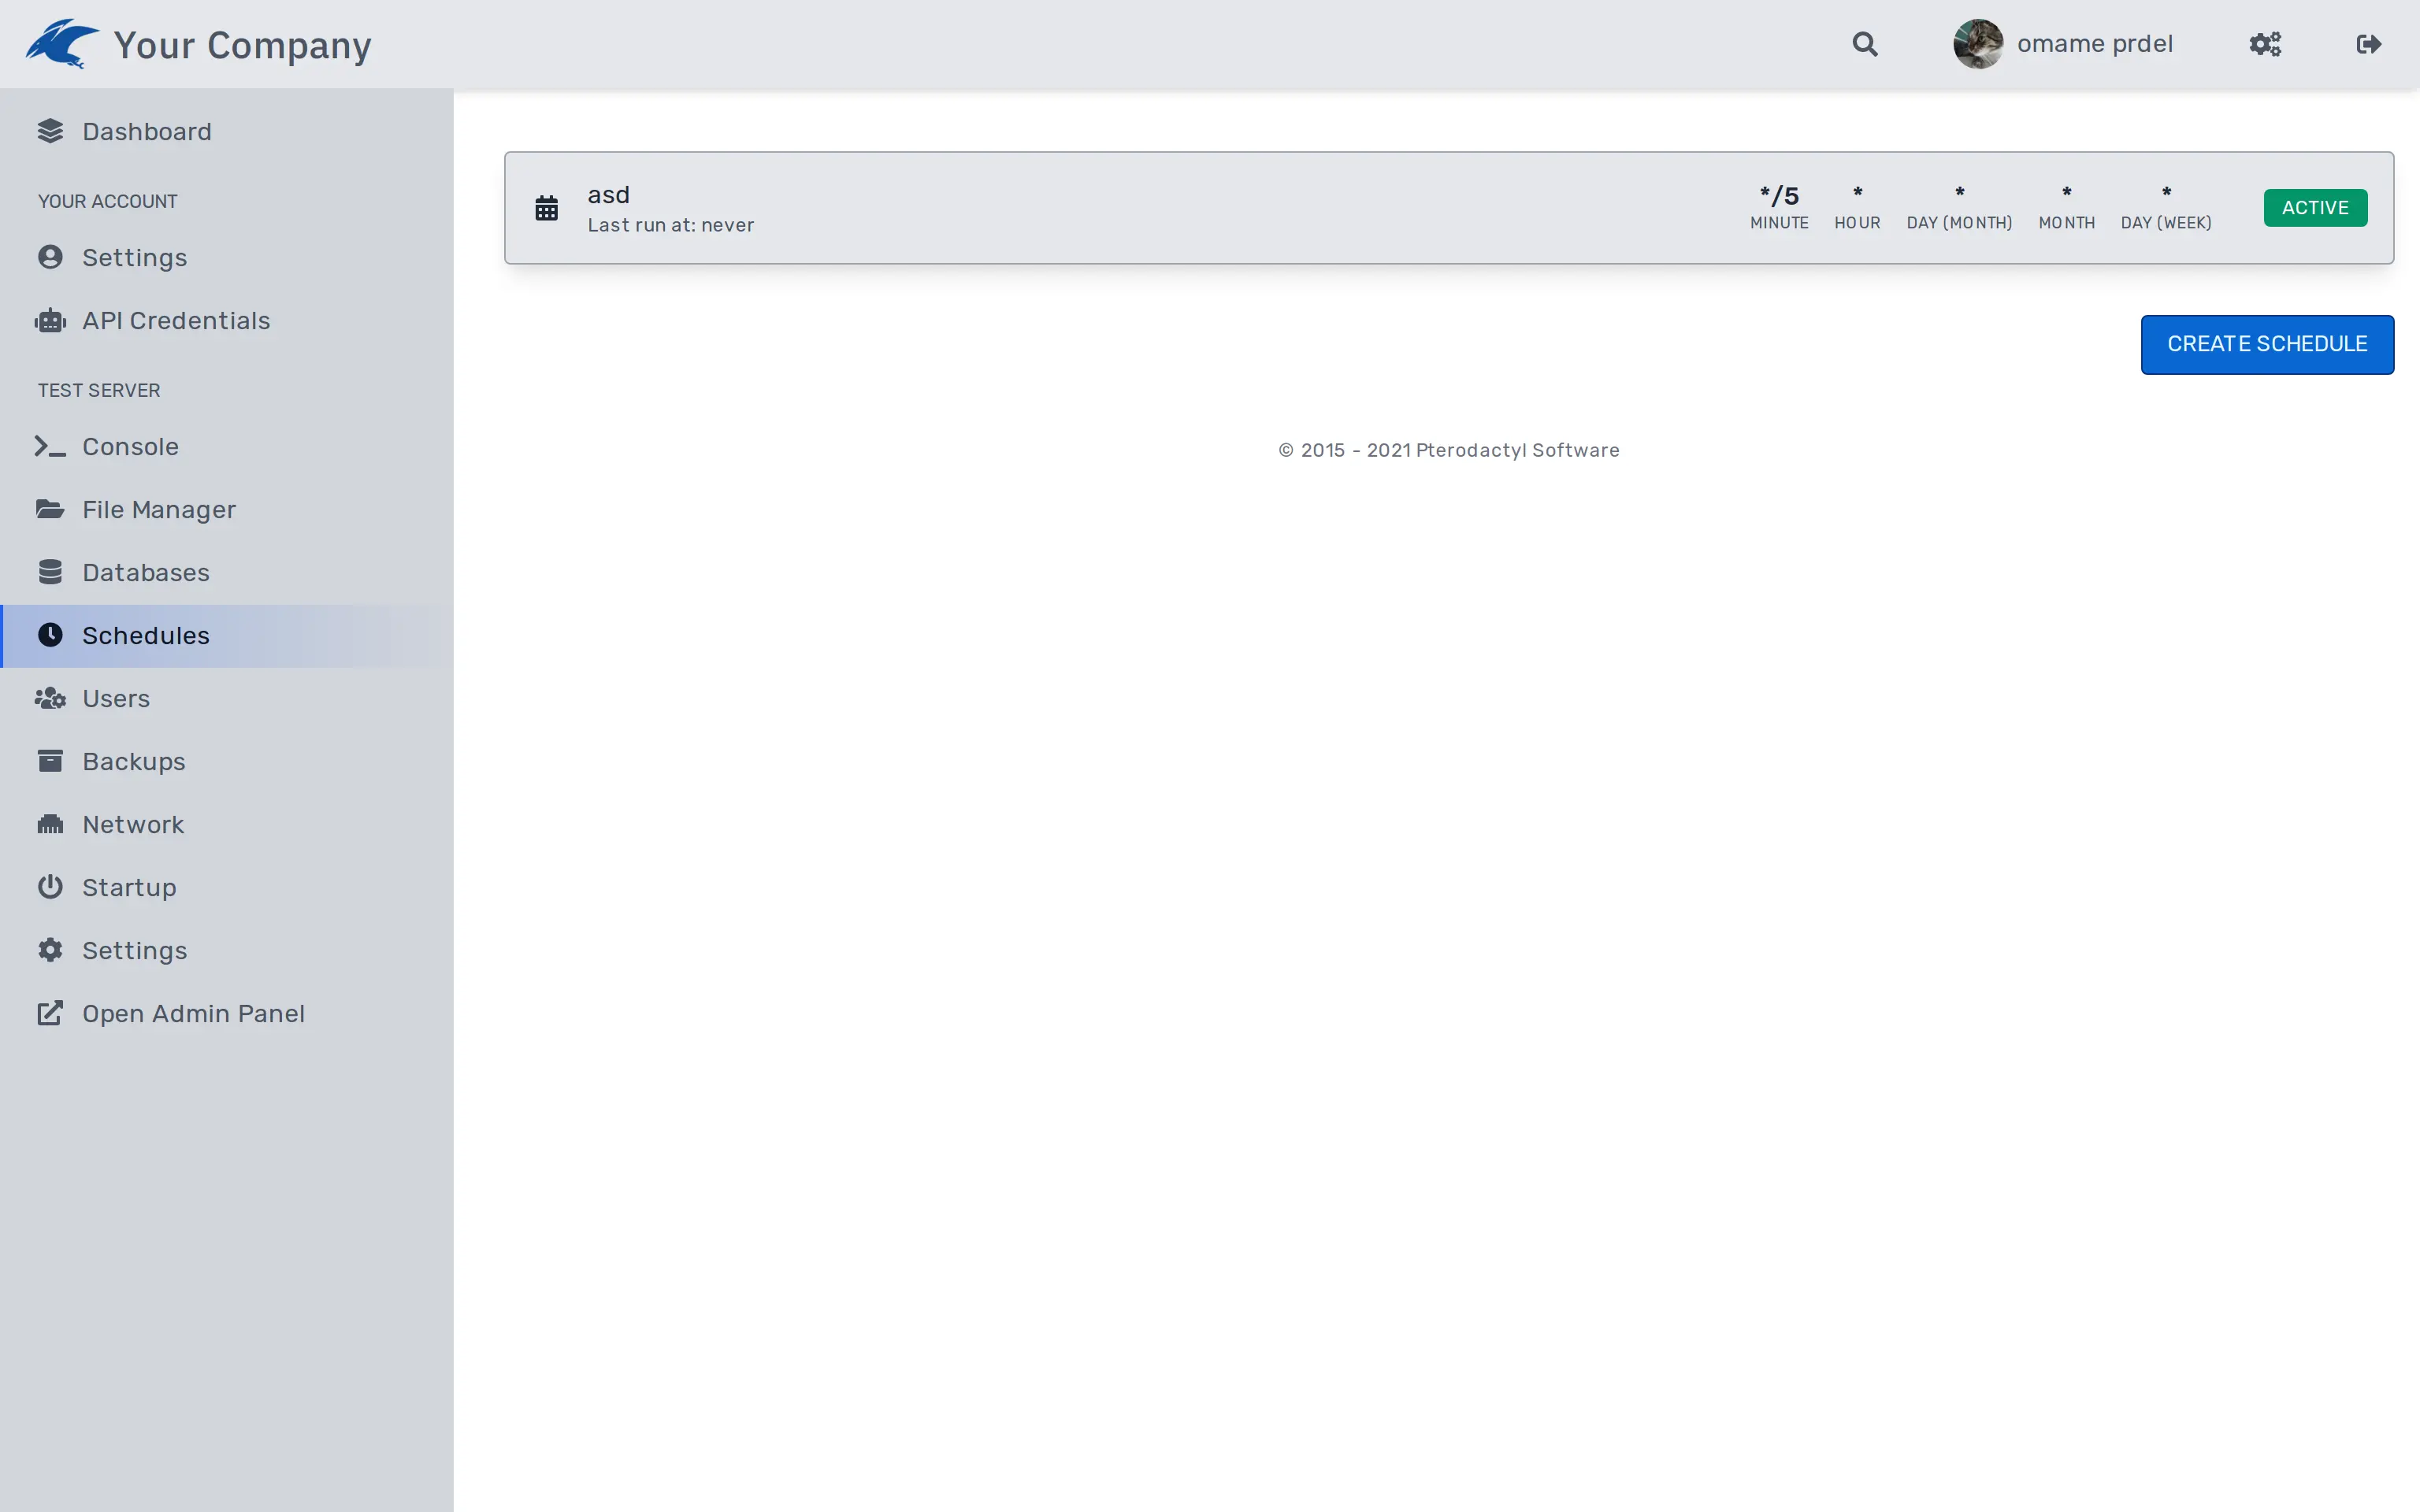 Your Company
omame prdel
Dashboard
YOUR ACCOUNT
Settings
API Credentials
TEST SERVER
Console
File Manager
Databases
Schedules
Users
Backups
Network
Startup
Settings
Open Admin Panel
asd
Last run at: never
*/5 * * * *
MINUTE HOUR DAY (MONTH) MONTH DAY (WEEK)
ACTIVE
CREATE SCHEDULE
© 2015 - 2021 Pterodactyl Software